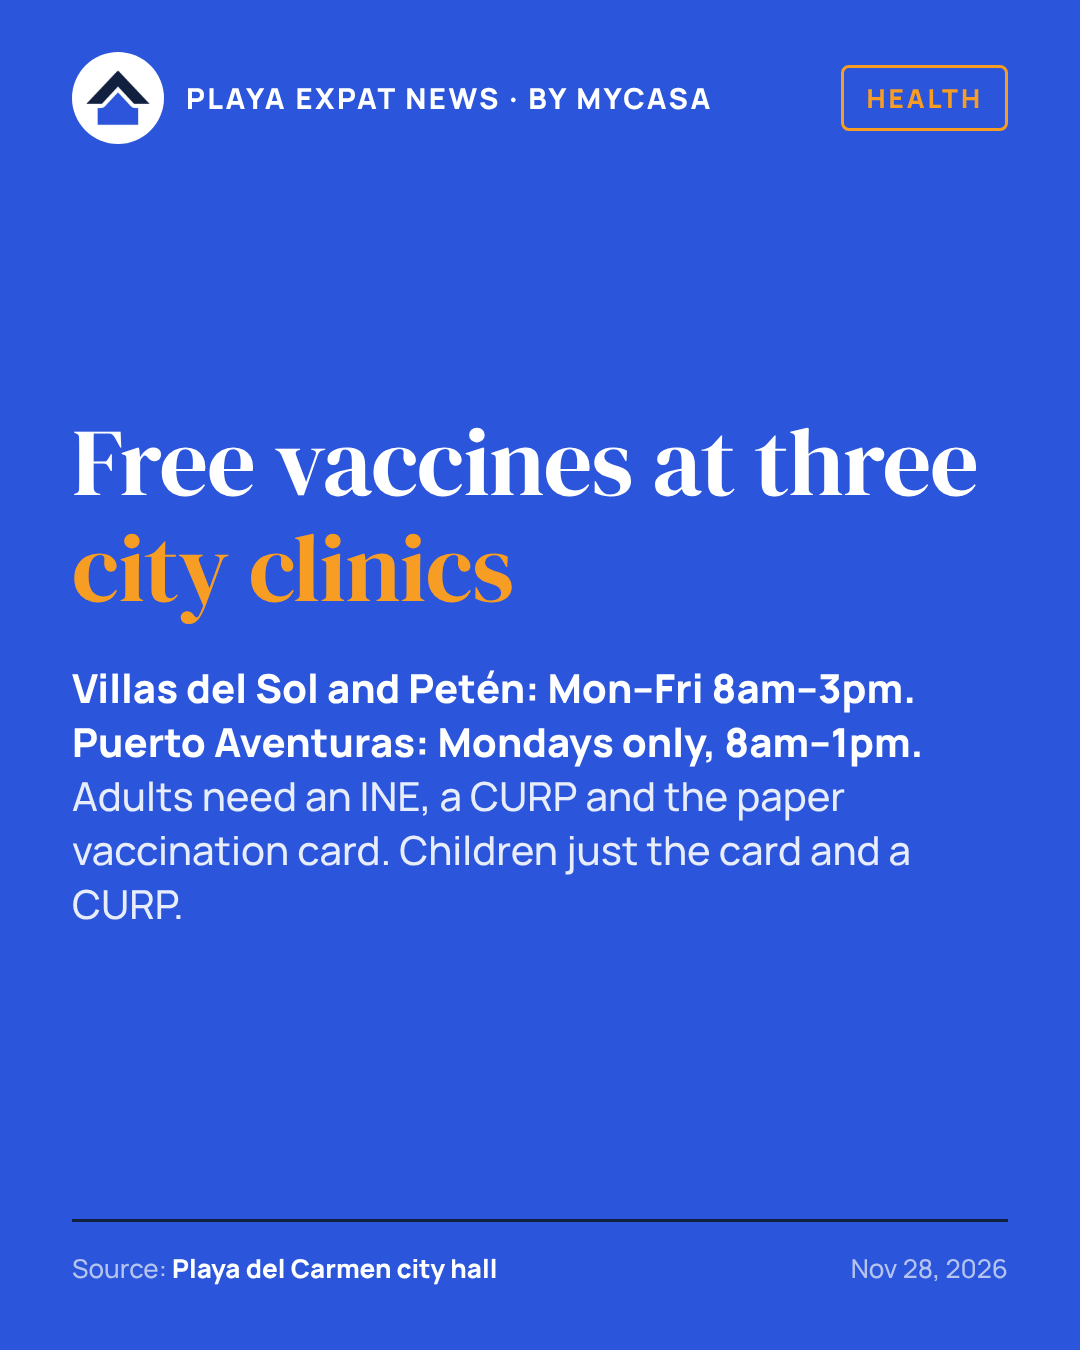 PLAYA EXPAT NEWS · BY MYCASA
HEALTH
Free vaccines at three
city clinics
Villas del Sol and Petén: Mon–Fri 8am–3pm.
Puerto Aventuras: Mondays only, 8am–1pm.
Adults need an INE, a CURP and the paper
vaccination card. Children just the card and a
CURP.
Source: Playa del Carmen city hall
Nov 28, 2026